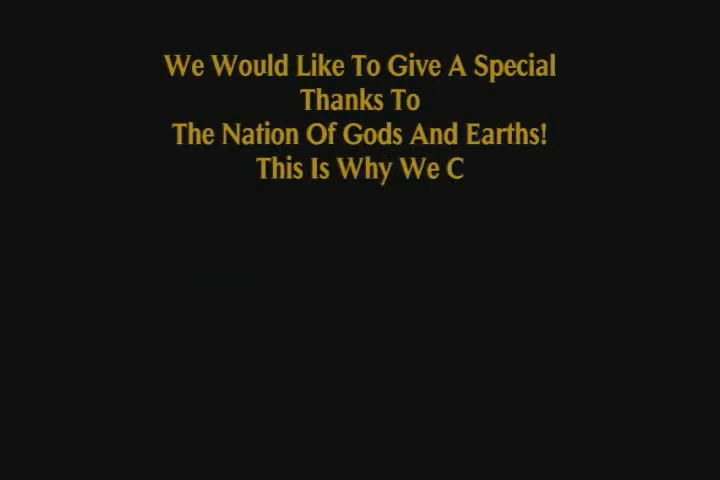 We Would Like To Give A Special
Thanks To
The Nation Of Gods And Earths!
This Is Why We C